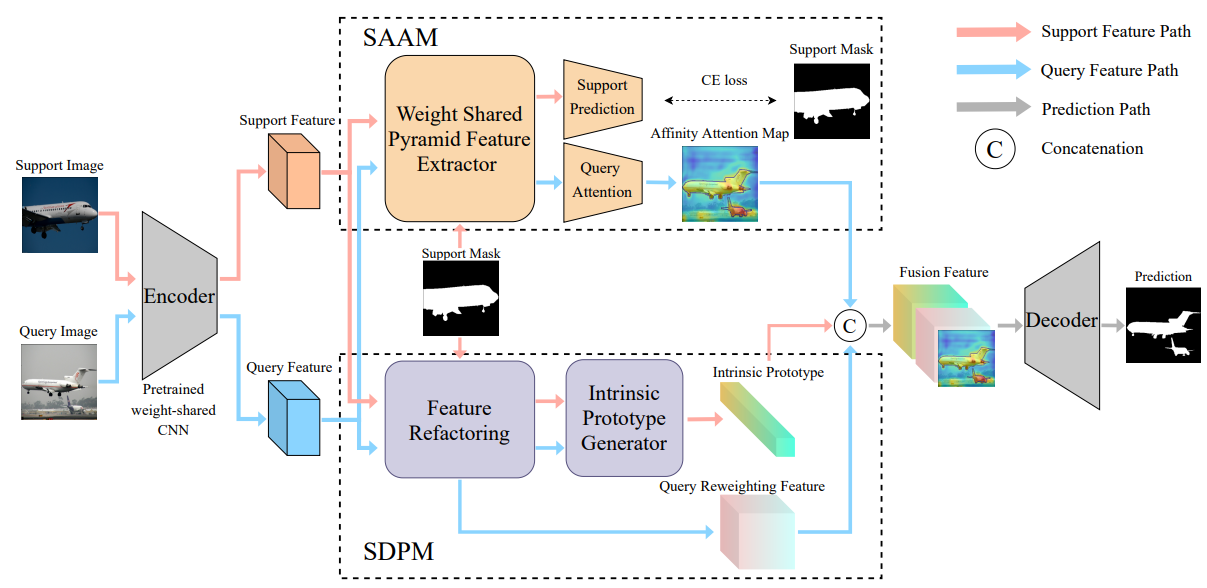 SAAM
Support Feature Path
Query Feature Path
Prediction Path
C
Concatenation
Support Mask
CE loss
Support
Prediction
Weight Shared
Pyramid Feature
Extractor
Affinity Attention Map
Query
Attention
Support Feature
Support Image
Encoder
Query Image
Pretrained
weight-shared
CNN
Query Feature
Support Mask
Feature
Refactoring
Intrinsic
Prototype
Generator
Intrinsic Prototype
Query Reweighting Feature
SDPM
C
Fusion Feature
Decoder
Prediction